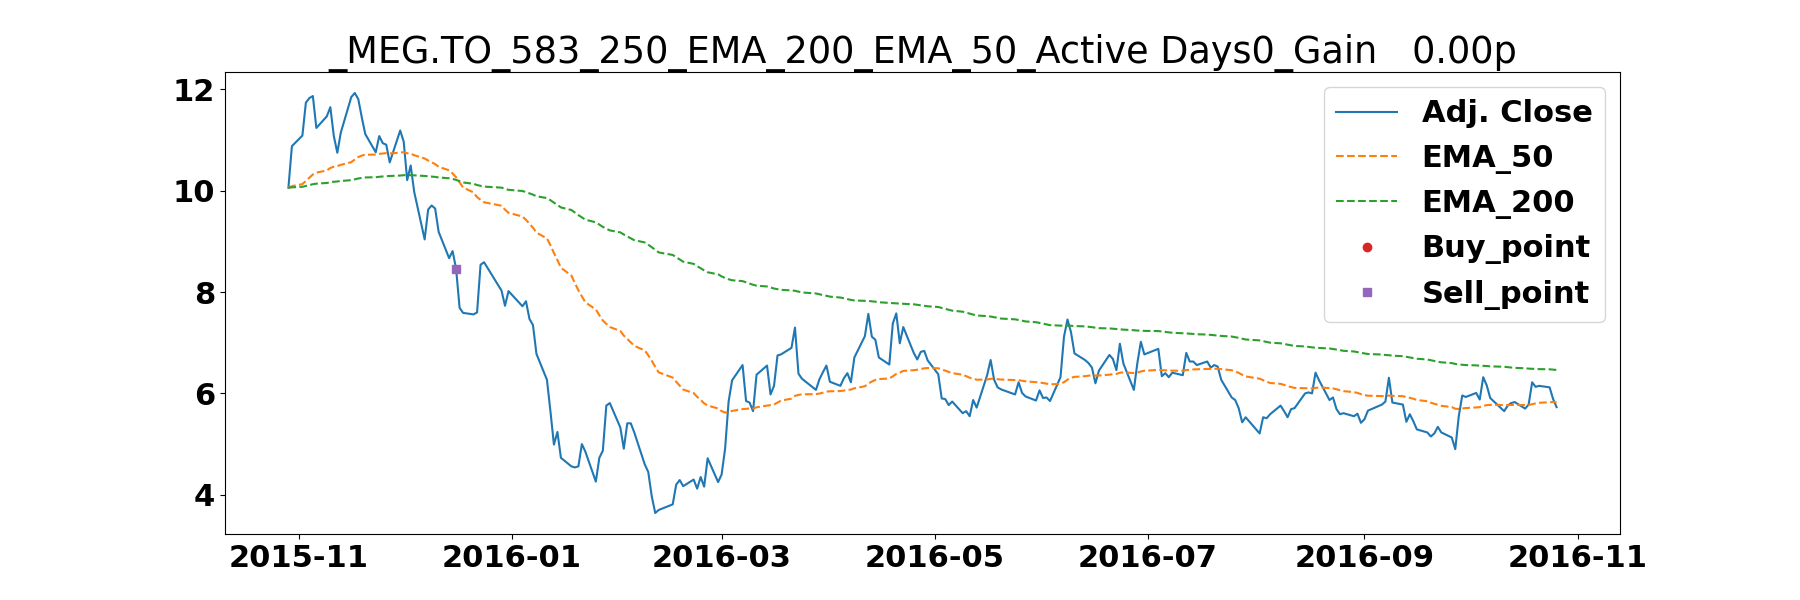 _MEG.TO_583_250_EMA_200_EMA_50_Active Days0_Gain   0.00p
12
10
8
6
4
Adj. Close
EMA_50
EMA_200
Buy_point
Sell_point
2015-11 2016-01 2016-03 2016-05 2016-07 2016-09 2016-11